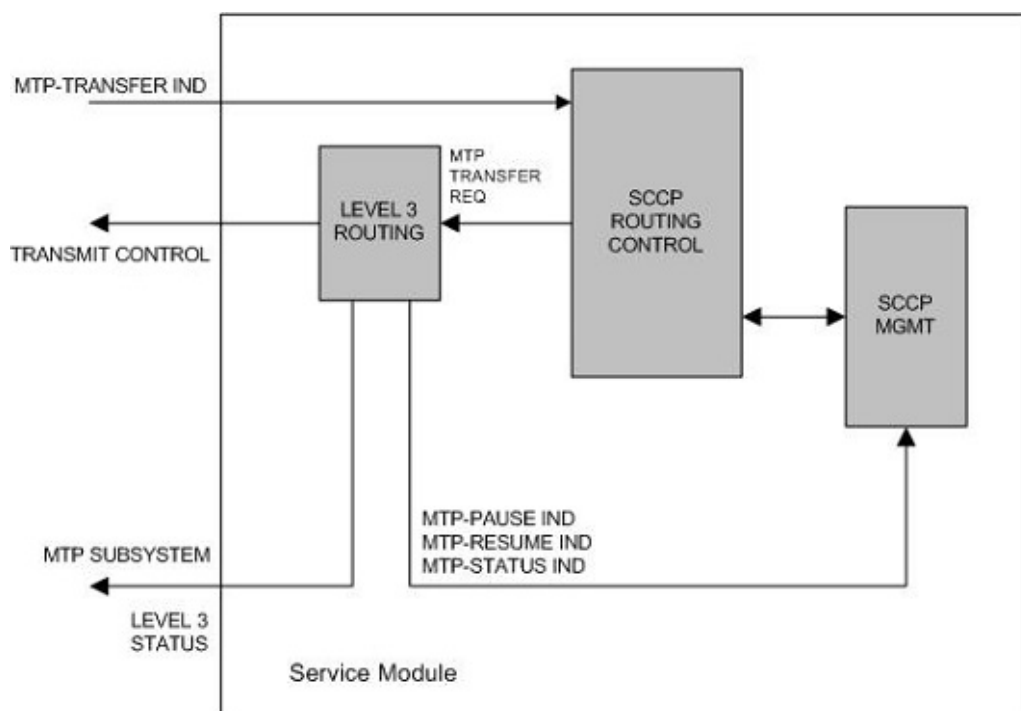 MTP-TRANSFER IND
MTP
TRANSFER
REQ
LEVEL 3
ROUTING
SCCP
ROUTING
CONTROL
TRANSMIT CONTROL
SCCP
MGMT
MTP-PAUSE IND
MTP-RESUME IND
MTP-STATUS IND
MTP SUBSYSTEM
LEVEL 3
STATUS
Service Module